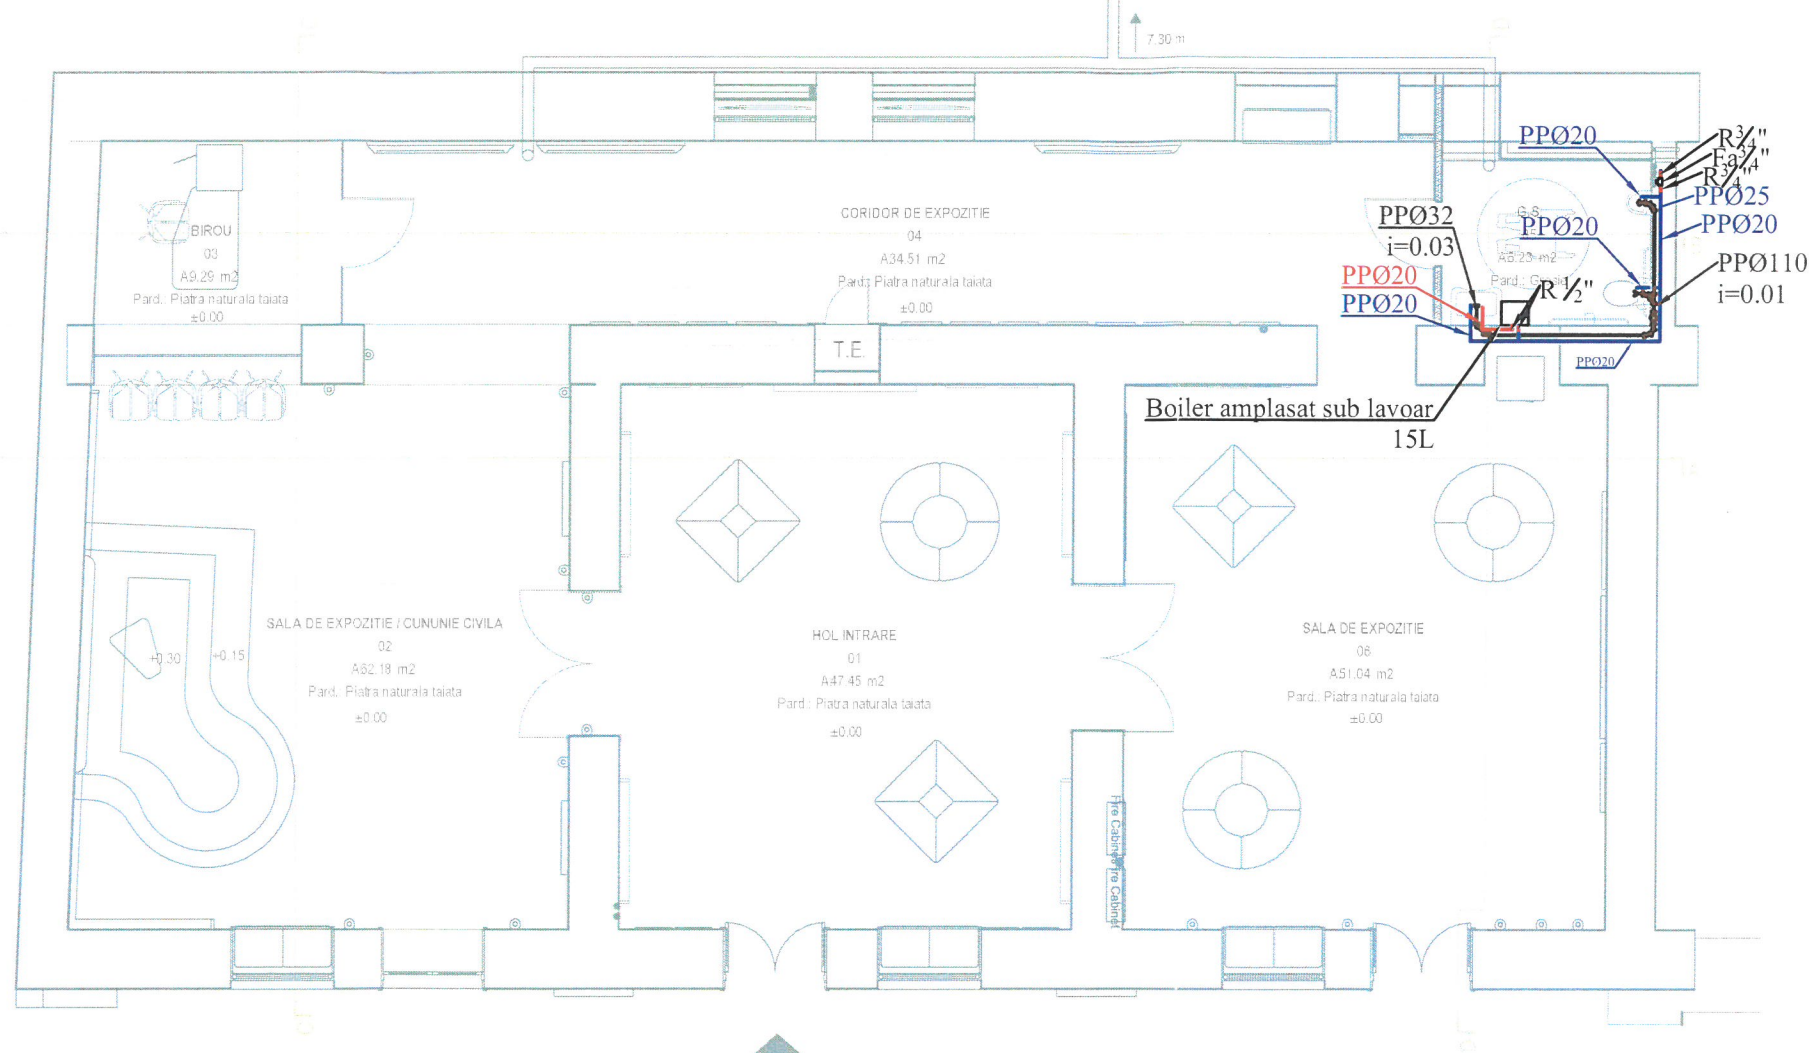 7.30 m
PPØ20
R¾"
Fa¾"
R¾"
PPØ25
PPØ20
PPØ32
i=0.03
G.S.
PPØ20
PPØ110
i=0.01
PPØ20
PPØ20
R ½"
PPØ20
Boiler amplasat sub lavoar
15L
BIROU
03
A9.29 m2
Pard.: Piatra naturala taiata
±0.00
CORIDOR DE EXPOZITIE
04
A34.51 m2
Pard.: Piatra naturala taiata
±0.00
T.E.
SALA DE EXPOZITIE / CUNUNIE CIVILA
02
A62.18 m2
Pard.: Piatra naturala taiata
±0.00
+0.30
+0.15
HOL INTRARE
01
A47.45 m2
Pard.: Piatra naturala taiata
±0.00
SALA DE EXPOZITIE
06
A51.04 m2
Pard.: Piatra naturala taiata
±0.00
Fire Cabinet
Fire Cabinet